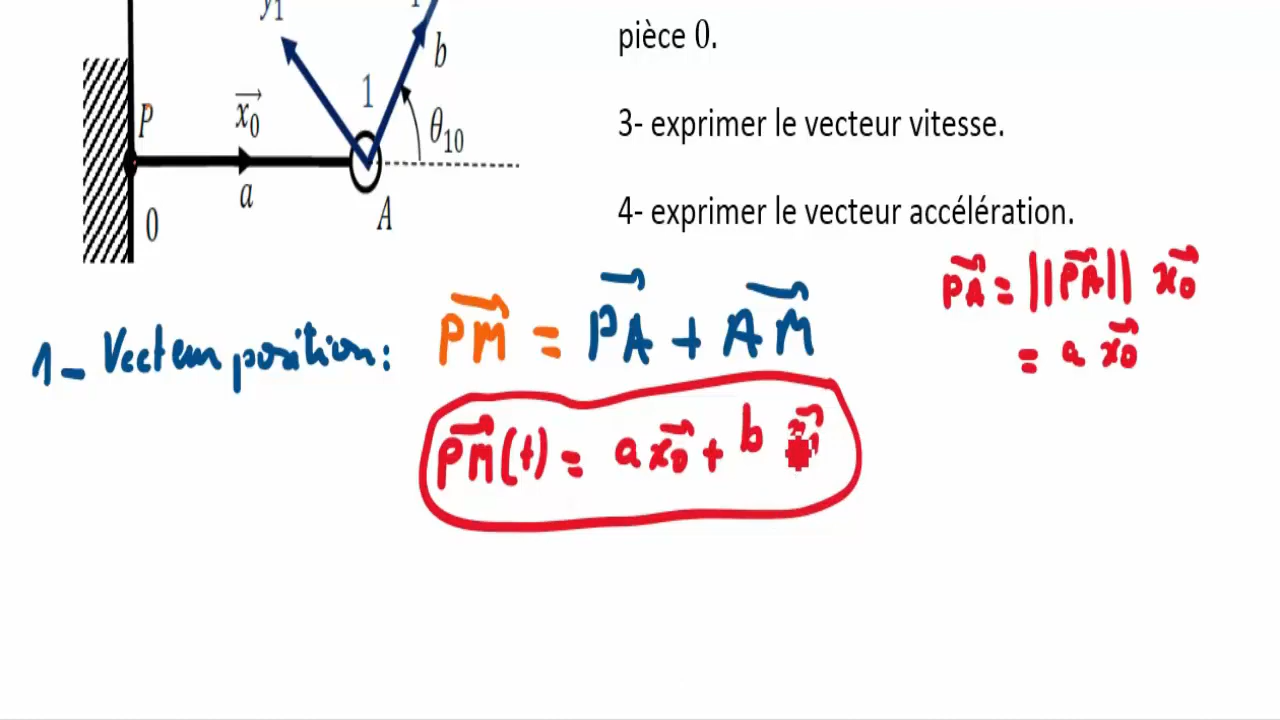 y₁
b
pièce 0.
1
P
x₀
θ₁₀
3- exprimer le vecteur vitesse.
a
A
0
4- exprimer le vecteur accélération.
PA = ||PA|| x₀
= a x₀
1- Vecteur position: PM = PA + AM
PM(t) = a x₀ + b